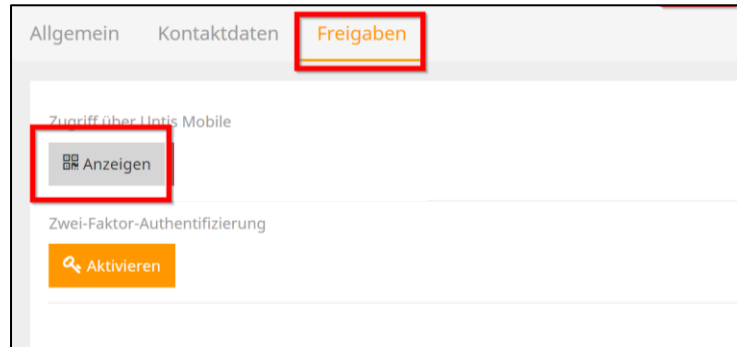 Allgemein Kontaktdaten Freigaben
Zugriff über Untis Mobile
Anzeigen
Zwei-Faktor-Authentifizierung
Aktivieren